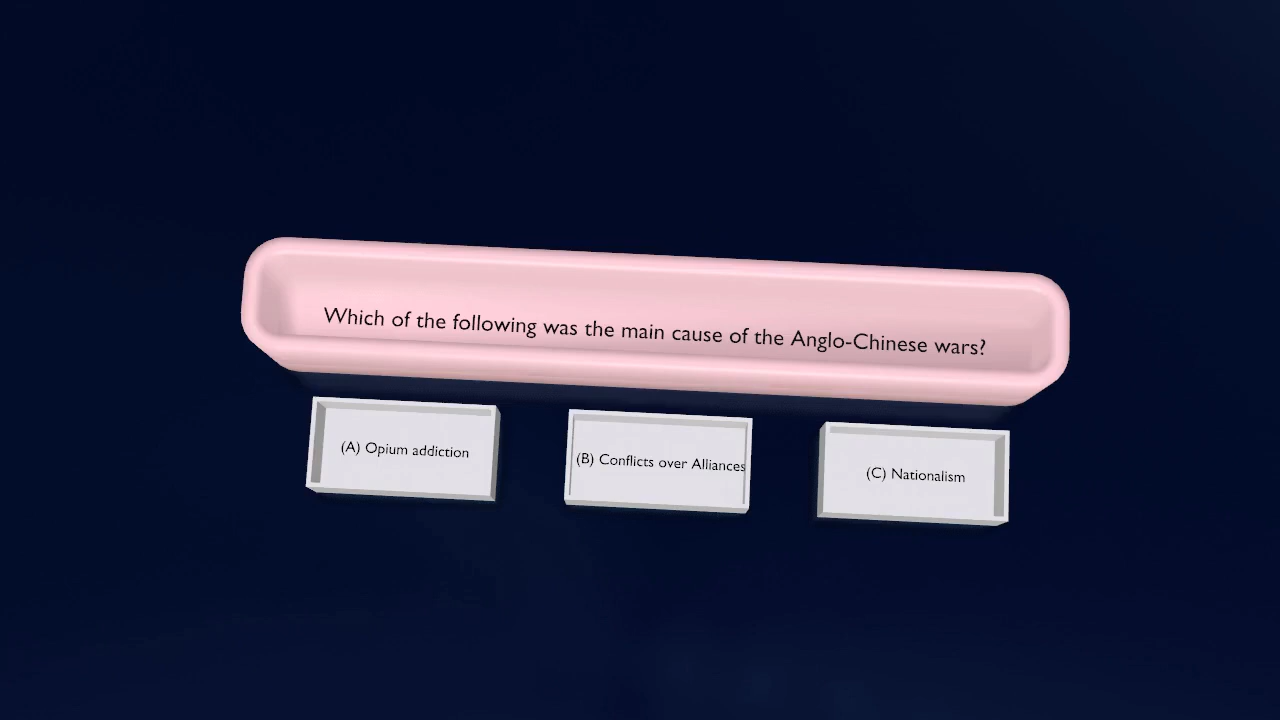 Which of the following was the main cause of the Anglo-Chinese wars?
(A) Opium addiction
(B) Conflicts over Alliances
(C) Nationalism